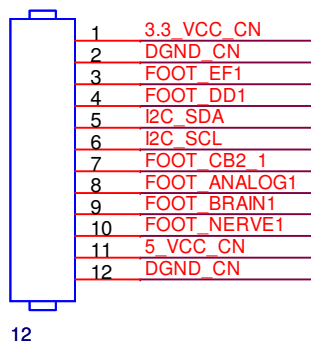 1 3.3_VCC_CN
2 DGND_CN
3 FOOT_EF1
4 FOOT_DD1
5 I2C_SDA
6 I2C_SCL
7 FOOT_CB2_1
8 FOOT_ANALOG1
9 FOOT_BRAIN1
10 FOOT_NERVE1
11 5_VCC_CN
12 DGND_CN
12